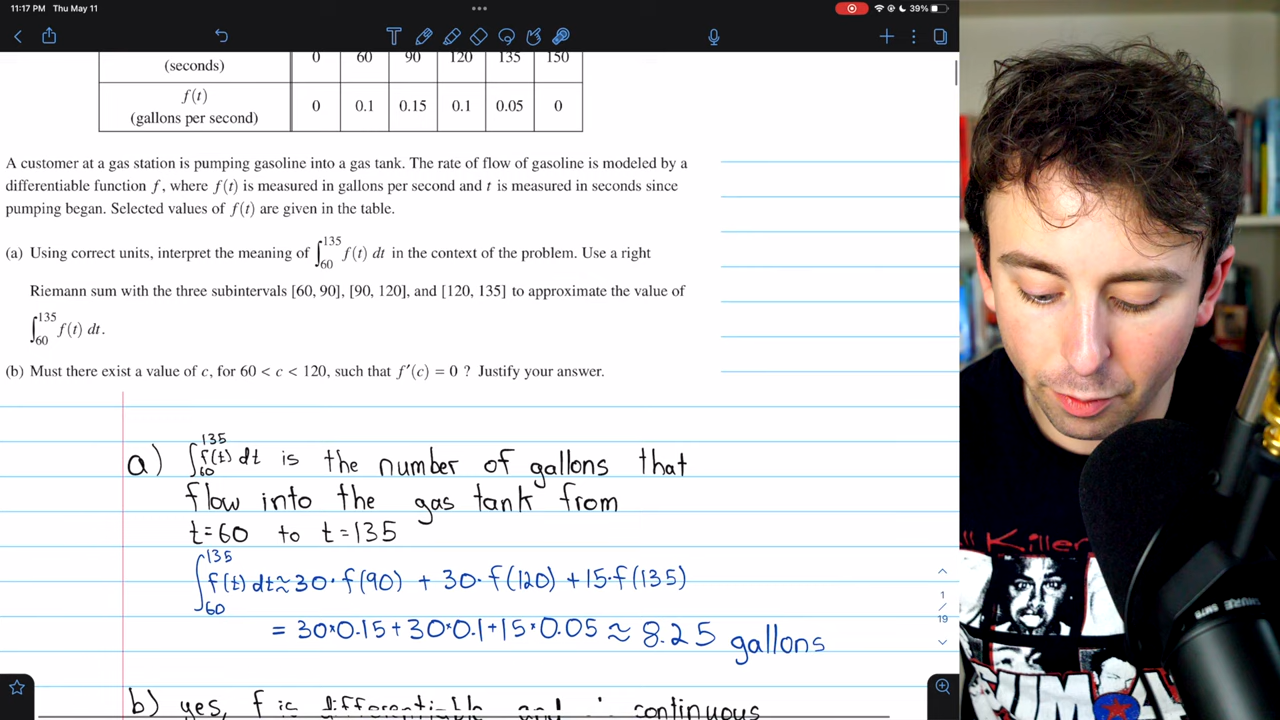 11:17 PM Thu May 11
39%
(seconds) 0 60 90 120 135 150
f(t)
(gallons per second) 0 0.1 0.15 0.1 0.05 0
A customer at a gas station is pumping gasoline into a gas tank. The rate of flow of gasoline is modeled by a
differentiable function f, where f(t) is measured in gallons per second and t is measured in seconds since
pumping began. Selected values of f(t) are given in the table.
(a) Using correct units, interpret the meaning of ∫₆₀¹³⁵ f(t) dt in the context of the problem. Use a right
Riemann sum with the three subintervals [60, 90], [90, 120], and [120, 135] to approximate the value of
∫₆₀¹³⁵ f(t) dt.
(b) Must there exist a value of c, for 60 < c < 120, such that f′(c) = 0 ? Justify your answer.
a) ∫₆₀¹³⁵ f(t) dt is the number of gallons that
flow into the gas tank from
t=60 to t=135
∫₆₀¹³⁵ f(t) dt ≈ 30·f(90) + 30·f(120) + 15·f(135)
= 30*0.15+30*0.1+15*0.05 ≈ 8.25 gallons
1
/
19
b) yes, f is differentiable and ∴ continuous